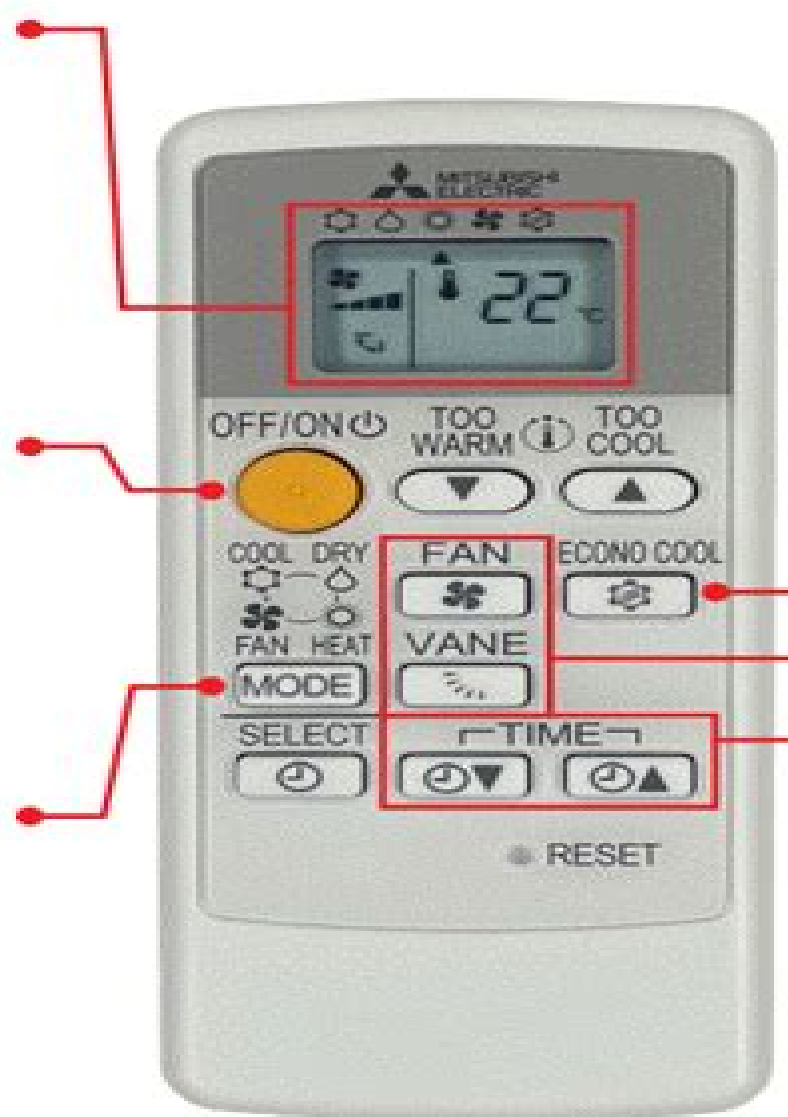 MITSUBISHI
ELECTRIC
22 °C
OFF/ON
TOO WARM
TOO COOL
COOL DRY
FAN HEAT
MODE
FAN
ECONO COOL
VANE
SELECT
TIME
RESET